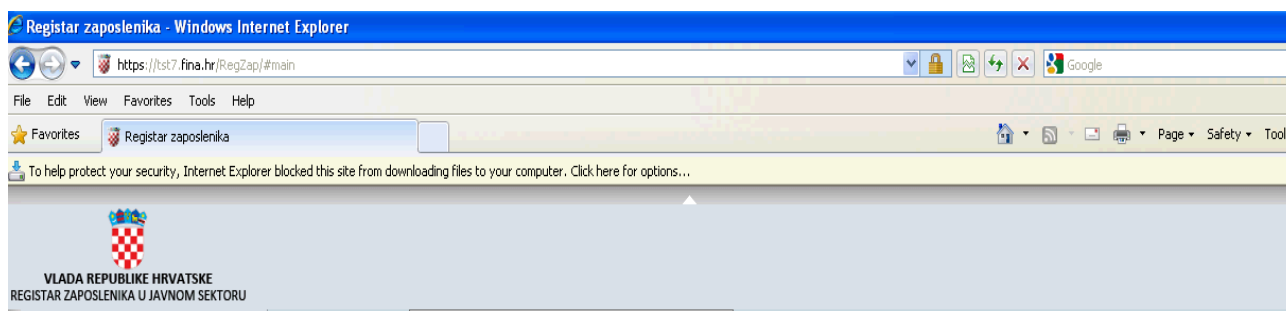 Registar zaposlenika - Windows Internet Explorer
https://tst7.fina.hr/RegZap/#main
Google
File Edit View Favorites Tools Help
Favorites Registar zaposlenika Page Safety Tool
To help protect your security, Internet Explorer blocked this site from downloading files to your computer. Click here for options...
VLADA REPUBLIKE HRVATSKE
REGISTAR ZAPOSLENIKA U JAVNOM SEKTORU